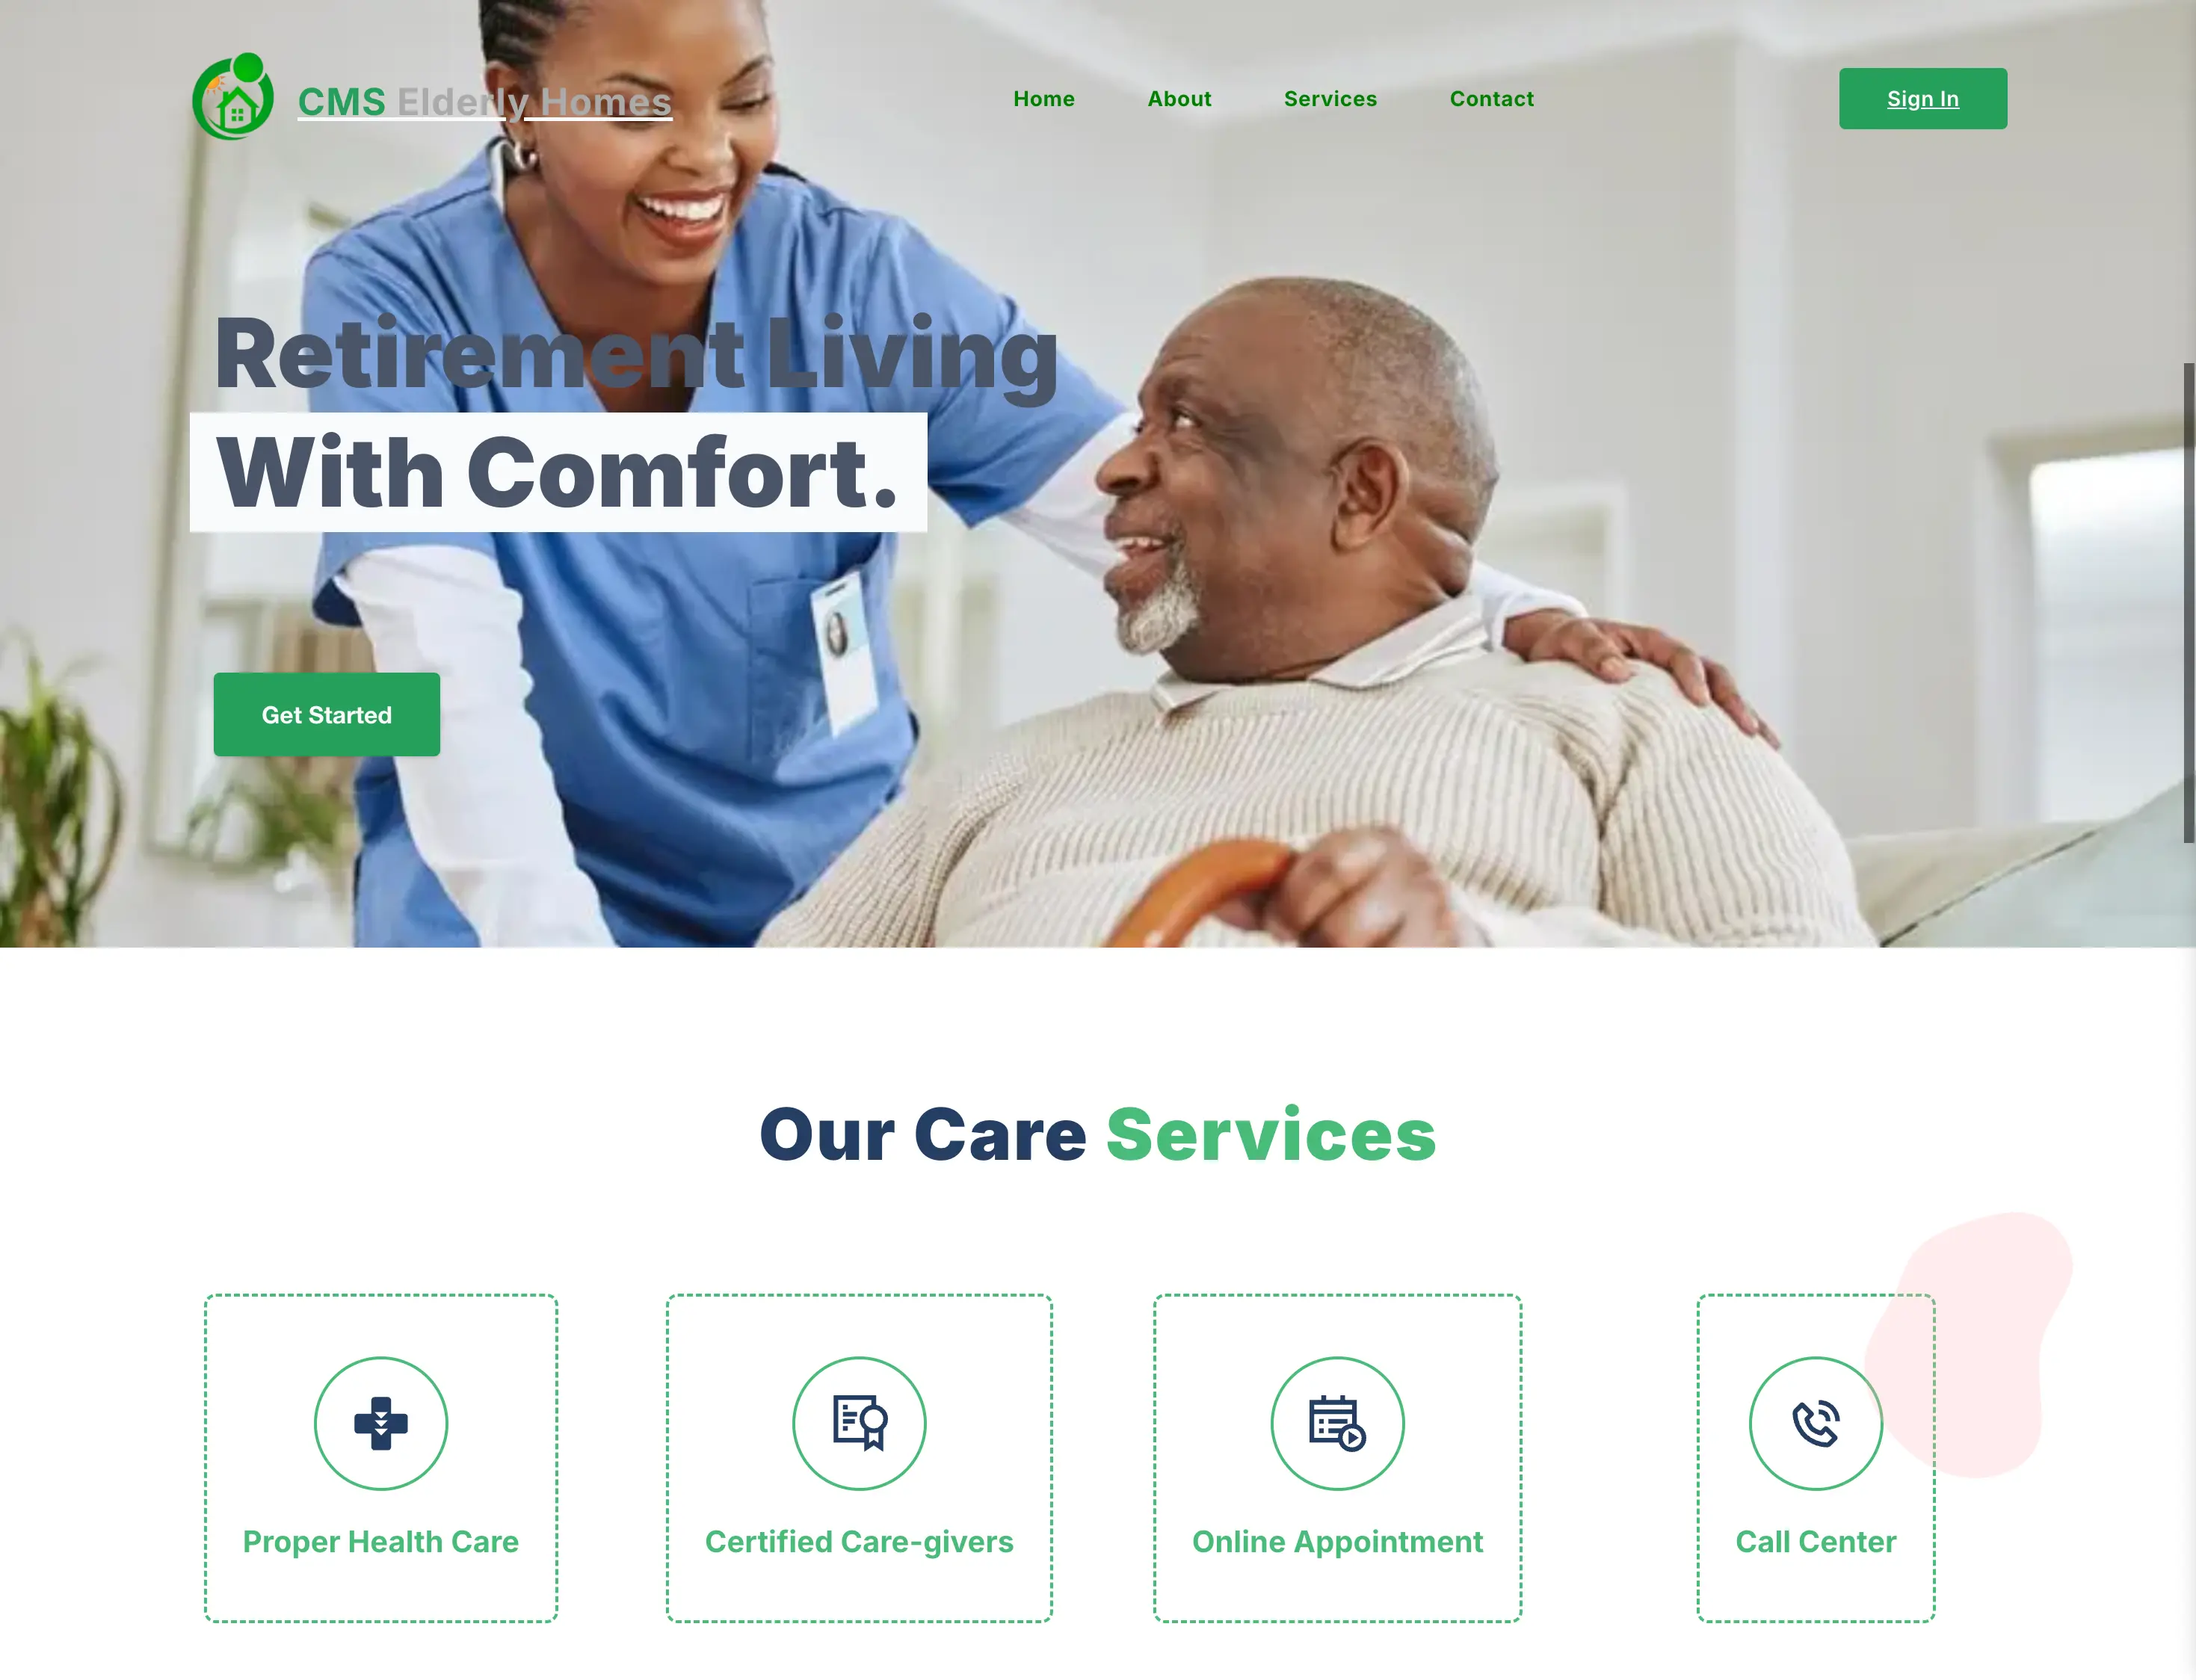 CMS Elderly Homes
Home About Services Contact
Sign In
Retirement Living
With Comfort.
Get Started
Our Care Services
Proper Health Care
Certified Care-givers
Online Appointment
Call Center